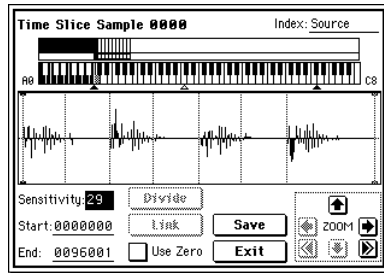 Time Slice Sample 0000 Index: Source
A0 C8
Sensitivity: 29 Divide
Start: 0000000 Link Save ZOOM
End: 0096001 Use Zero Exit